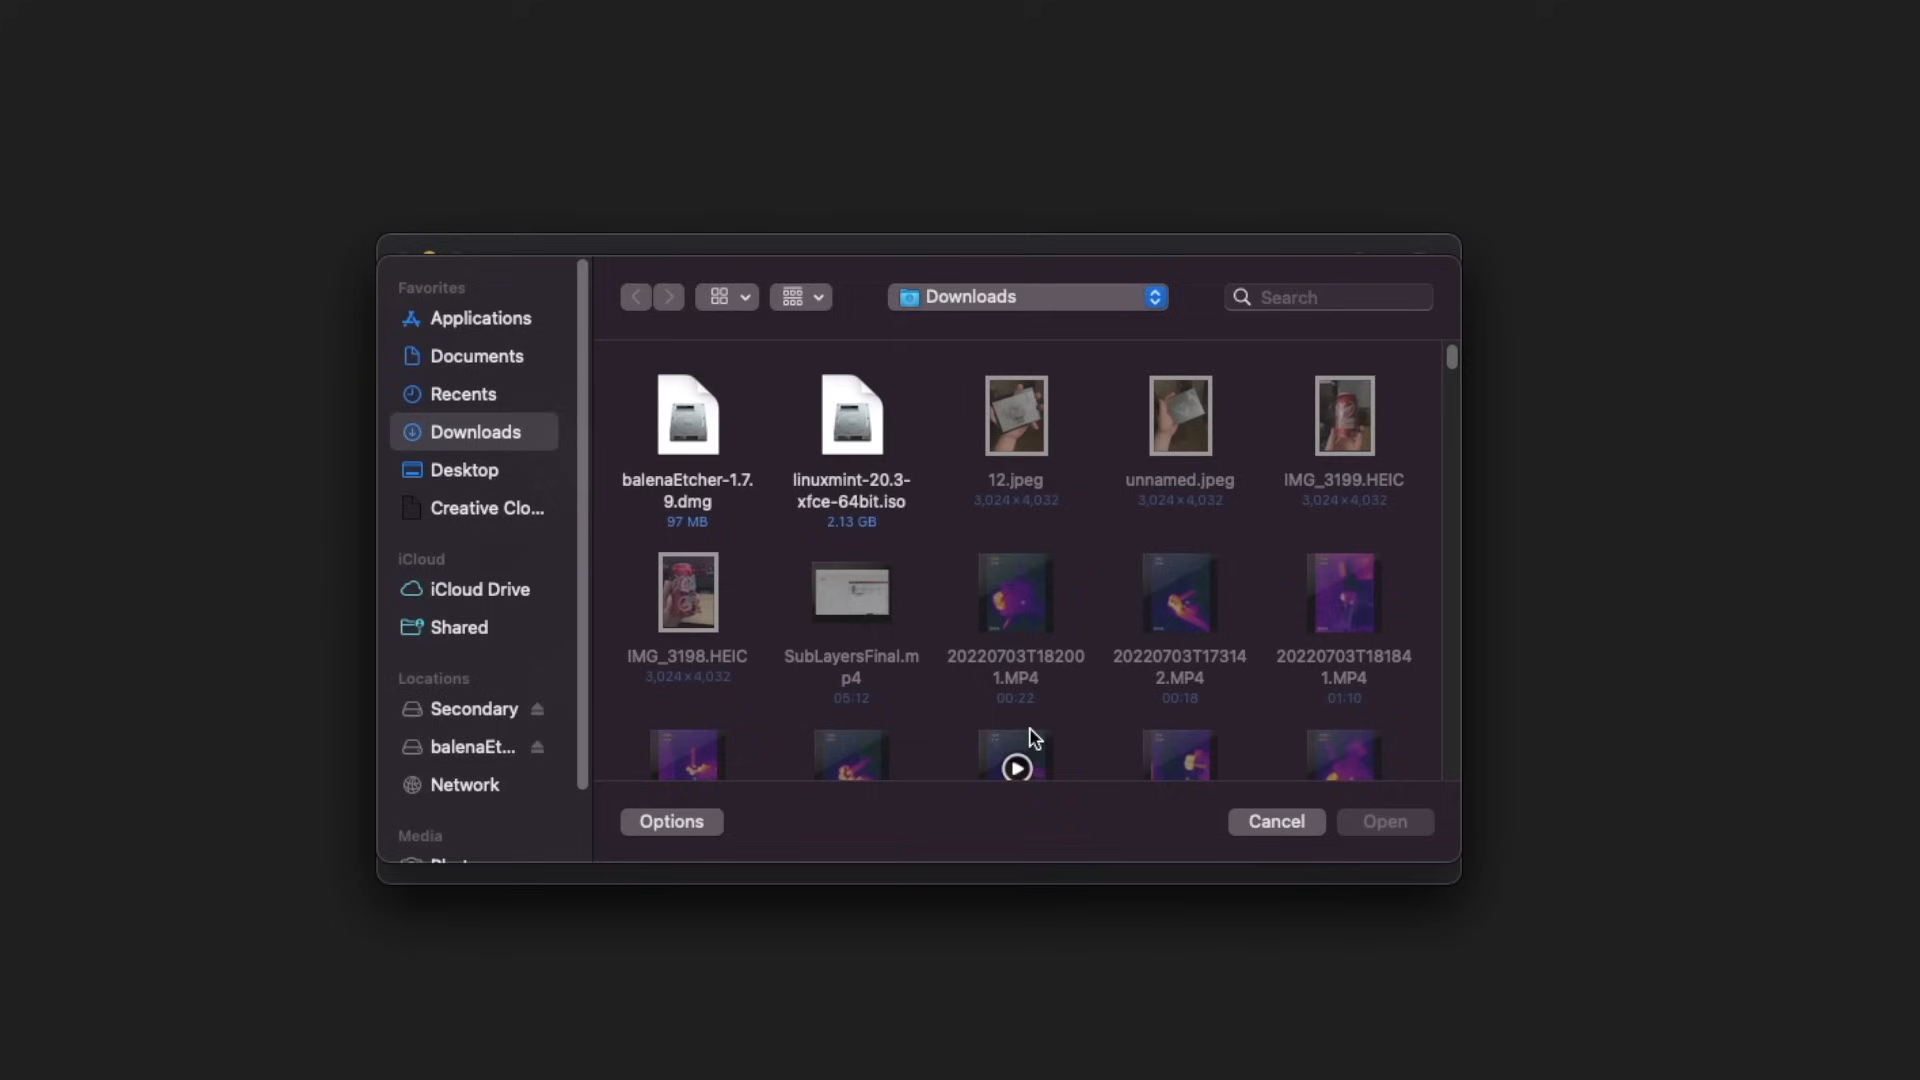 Favorites
Applications
Documents
Recents
Downloads
Desktop
Creative Clo...
iCloud
iCloud Drive
Shared
Locations
Secondary
balenaEt...
Network
Media
Downloads
Search
balenaEtcher-1.7.
9.dmg
97 MB
linuxmint-20.3-
xfce-64bit.iso
2.13 GB
12.jpeg
3,024×4,032
unnamed.jpeg
3,024×4,032
IMG_3199.HEIC
3,024×4,032
IMG_3198.HEIC
3,024×4,032
SubLayersFinal.m
p4
05:12
20220703T18200
1.MP4
00:22
20220703T17314
2.MP4
00:18
20220703T18184
1.MP4
01:10
Options
Cancel
Open